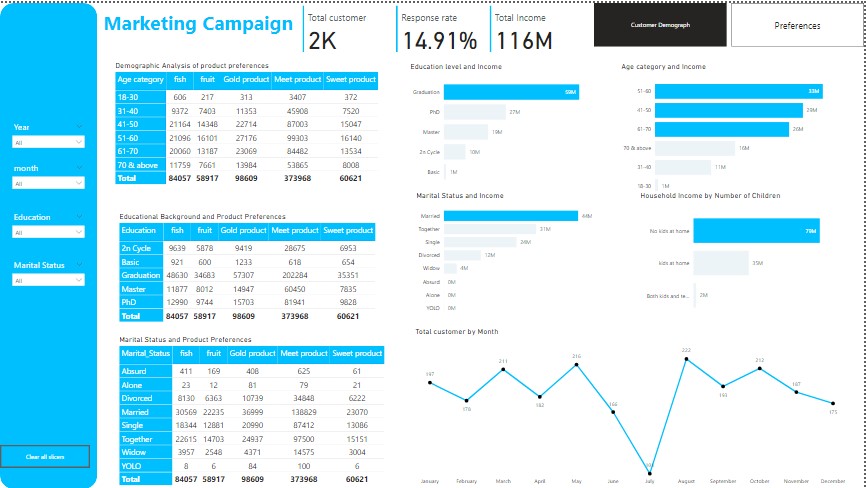 Marketing Campaign
Total customer
2K
Response rate
14.91%
Total Income
116M
Customer Demograph
Preferences
Year
All
month
All
Education
All
Marital Status
All
Clear all slicers
Demographic Analysis of product preferences
Age category fish fruit Gold product Meet product Sweet product
18-30 606 217 313 3407 372
31-40 9372 7403 11353 45908 7520
41-50 21164 14348 22714 87003 15047
51-60 21096 16101 27176 99303 16140
61-70 20060 13187 23069 84482 13534
70 & above 11759 7661 13984 53865 8008
Total 84057 58917 98609 373968 60621
Educational Background and Product Preferences
Education fish fruit Gold product Meet product Sweet product
2n Cycle 9639 5878 9419 28675 6953
Basic 921 600 1233 618 654
Graduation 48630 34683 57307 202284 35351
Master 11877 8012 14947 60450 7835
PhD 12990 9744 15703 81941 9828
Total 84057 58917 98609 373968 60621
Marital Status and Product Preferences
Marital_Status fish fruit Gold product Meet product Sweet product
Absurd 411 169 408 625 61
Alone 23 12 81 79 21
Divorced 8130 6363 10739 34848 6222
Married 30569 22235 36999 138829 23070
Single 18344 12881 20990 87412 13086
Together 22615 14703 24937 97500 15151
Widow 3957 2548 4371 14575 3004
YOLO 8 6 84 100 6
Total 84057 58917 98609 373968 60621
Education level and Income
Graduation 59M
PhD 27M
Master 19M
2n Cycle 10M
Basic 1M
Age category and Income
51-60 33M
41-50 29M
61-70 26M
70 & above 16M
31-40 11M
18-30 1M
Marital Status and Income
Married 44M
Together 31M
Single 24M
Divorced 12M
Widow 4M
Absurd 0M
Alone 0M
YOLO 0M
Household Income by Number of Children
No kids at home 79M
kids at home 35M
Both kids and te... 2M
Total customer by Month
197
178
211
182
216
166
222
193
212
187
175
January February March April May June July August September October November December